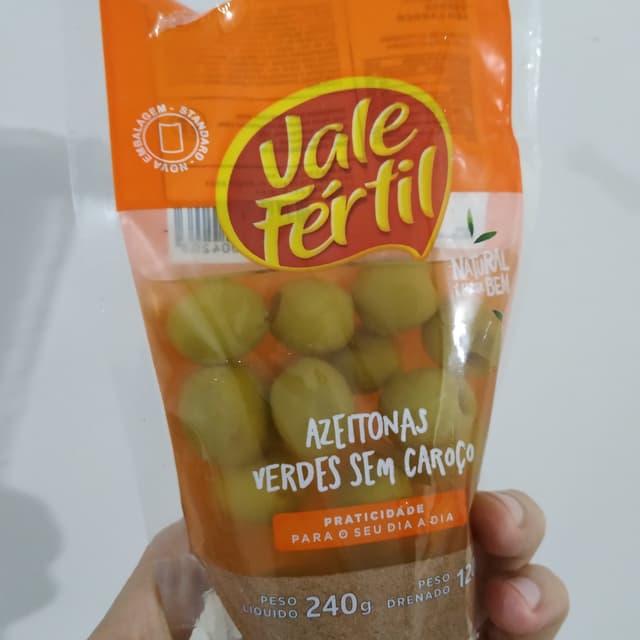 NOVA EMBALAGEM - STANDARD -
Vale
Fértil
NATURAL
BEM
AZEITONAS
VERDES SEM CAROÇO
PRATICIDADE
PARA O SEU DIA A DIA
PESO
LÍQUIDO 240g
PESO
DRENADO 12